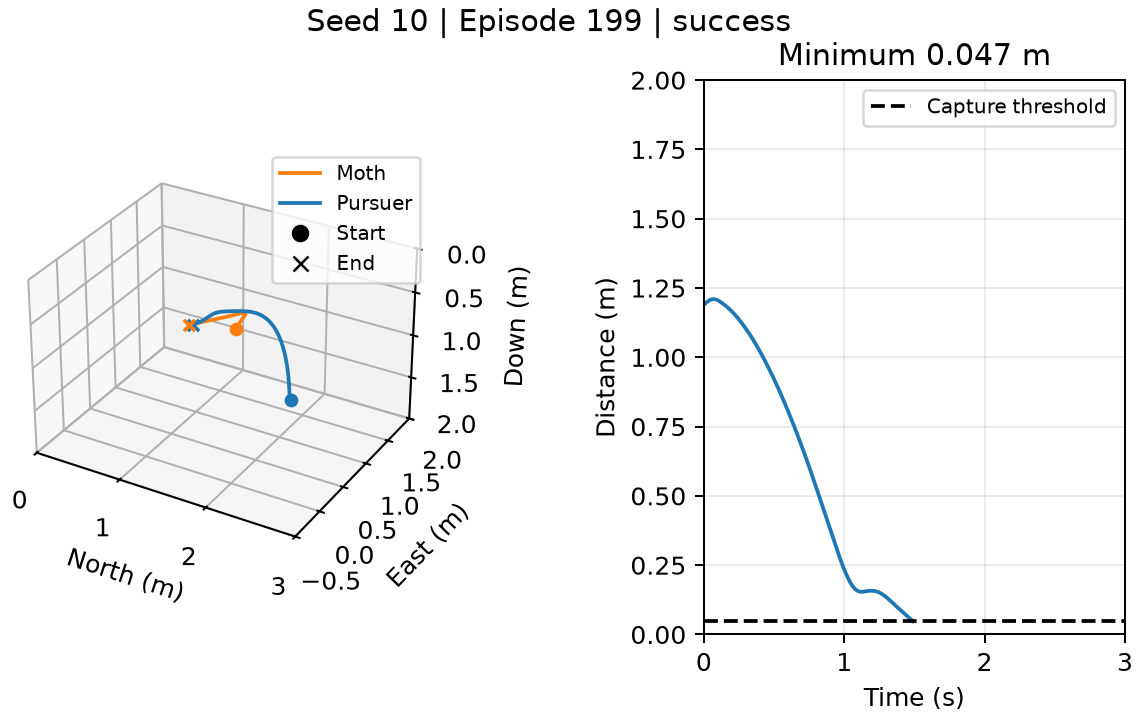 Seed 10 | Episode 199 | success
Moth
Pursuer
Start
End
0.0
0.5
1.0
1.5
2.0
Down (m)
2.0
1.5
1.0
0.5
0.0
−0.5
East (m)
0
1
2
3
North (m)
Minimum 0.047 m
Capture threshold
2.00
1.75
1.50
1.25
1.00
0.75
0.50
0.25
0.00
Distance (m)
0 1 2 3
Time (s)